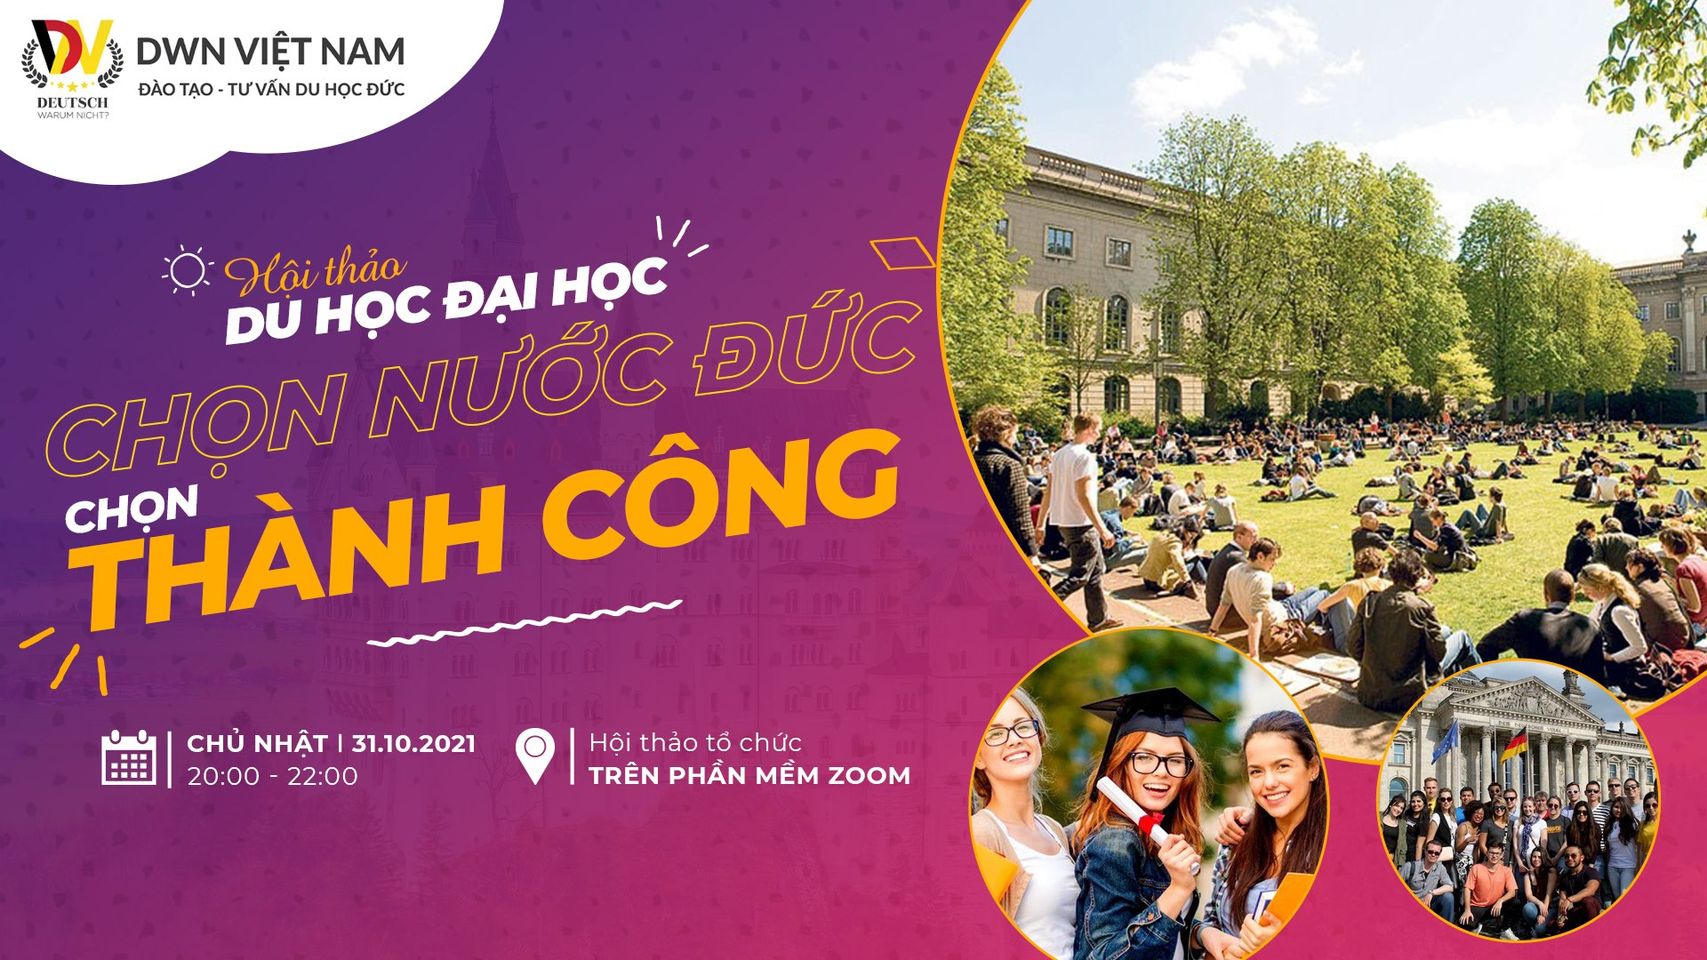 DWN VIỆT NAM
ĐÀO TẠO - TƯ VẤN DU HỌC ĐỨC
DEUTSCH
WARUM NICHT?
Hội thảo
DU HỌC ĐẠI HỌC
CHỌN NƯỚC ĐỨC
CHỌN
THÀNH CÔNG
CHỦ NHẬT | 31.10.2021
20:00 - 22:00
Hội thảo tổ chức
TRÊN PHẦN MỀM ZOOM